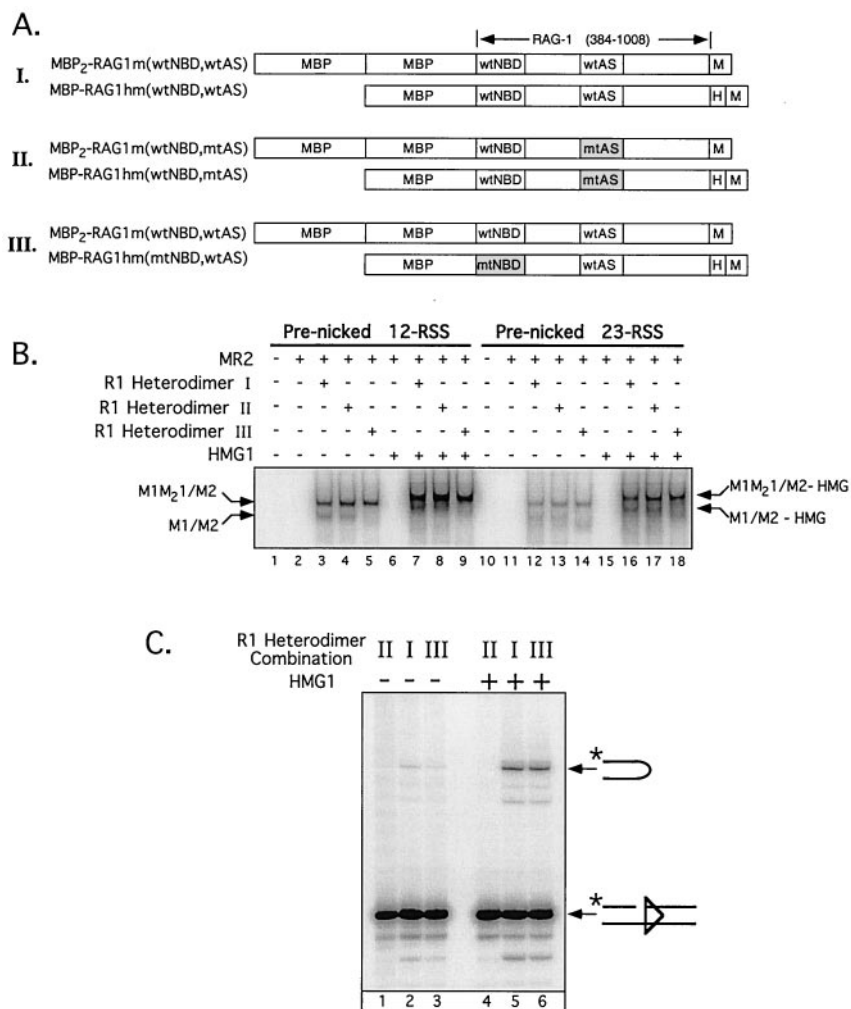 A.
RAG-1 (384-1008)
I.
MBP2-RAG1m(wtNBD,wtAS) MBP MBP wtNBD wtAS M
MBP-RAG1hm(wtNBD,wtAS) MBP wtNBD wtAS H M
II.
MBP2-RAG1m(wtNBD,mtAS) MBP MBP wtNBD mtAS M
MBP-RAG1hm(wtNBD,mtAS) MBP wtNBD mtAS H M
III.
MBP2-RAG1m(wtNBD,wtAS) MBP MBP wtNBD wtAS M
MBP-RAG1hm(mtNBD,wtAS) MBP mtNBD wtAS H M
B.
Pre-nicked 12-RSS Pre-nicked 23-RSS
MR2 - + + + + + + + + - + + + + + + + +
R1 Heterodimer I - - + - - - + - - - - + - - - + - -
R1 Heterodimer II - - - + - - - + - - - - + - - - + -
R1 Heterodimer III - - - - + - - - + - - - - + - - - +
HMG1 - - - - - + + + + - - - - - + + + +
M1M21/M2 M1M21/M2-HMG
M1/M2 M1/M2 - HMG
1 2 3 4 5 6 7 8 9 10 11 12 13 14 15 16 17 18
C.
R1 Heterodimer
Combination II I III II I III
HMG1 - - - + + +
*
*
1 2 3 4 5 6